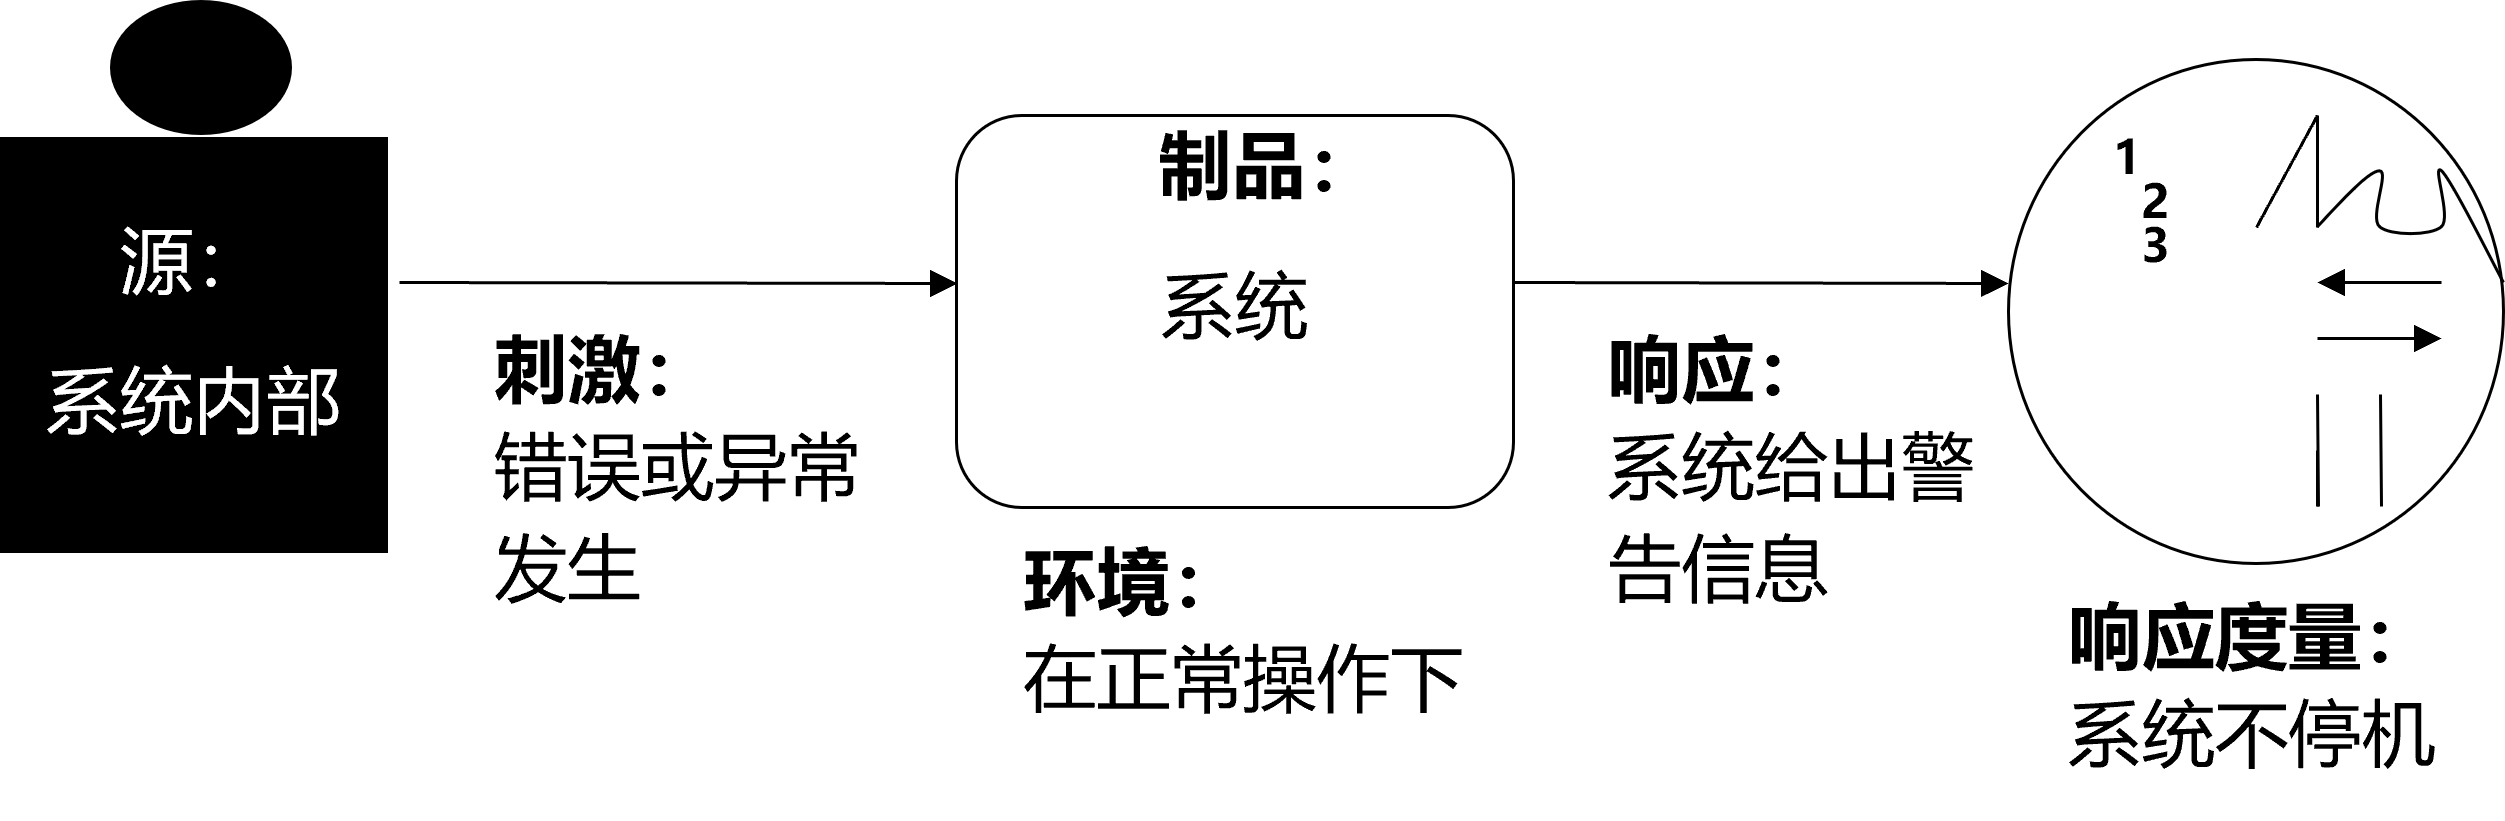 源：
系统内部
刺激：
错误或异常
发生
制品：
系统
环境：
在正常操作下
响应：
系统给出警
告信息
1
2
3
响应度量：
系统不停机